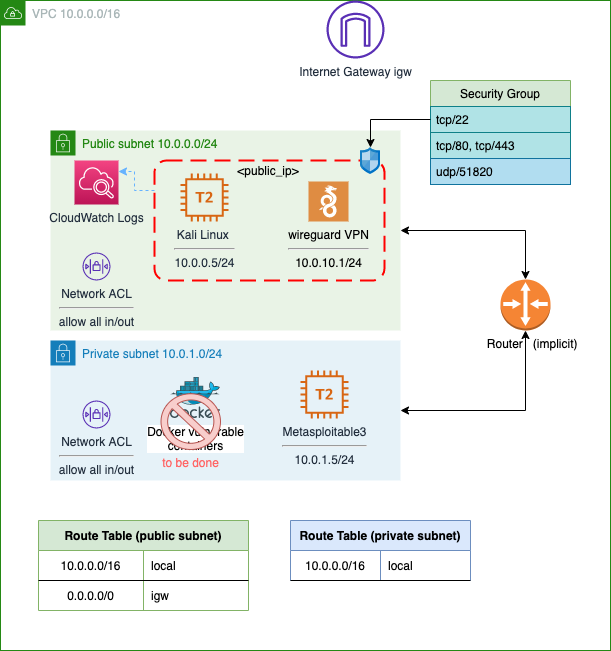 VPC 10.0.0.0/16
Internet Gateway igw
Security Group
tcp/22
tcp/80, tcp/443
udp/51820
Public subnet 10.0.0.0/24
<public_ip>
T2
CloudWatch Logs
Kali Linux
wireguard VPN
10.0.0.5/24
10.0.10.1/24
Network ACL
allow all in/out
Router (implicit)
Private subnet 10.0.1.0/24
T2
docker
Network ACL
Docker vulnerable
containers
Metasploitable3
allow all in/out
to be done
10.0.1.5/24
Route Table (public subnet)
10.0.0.0/16 local
0.0.0.0/0 igw
Route Table (private subnet)
10.0.0.0/16 local